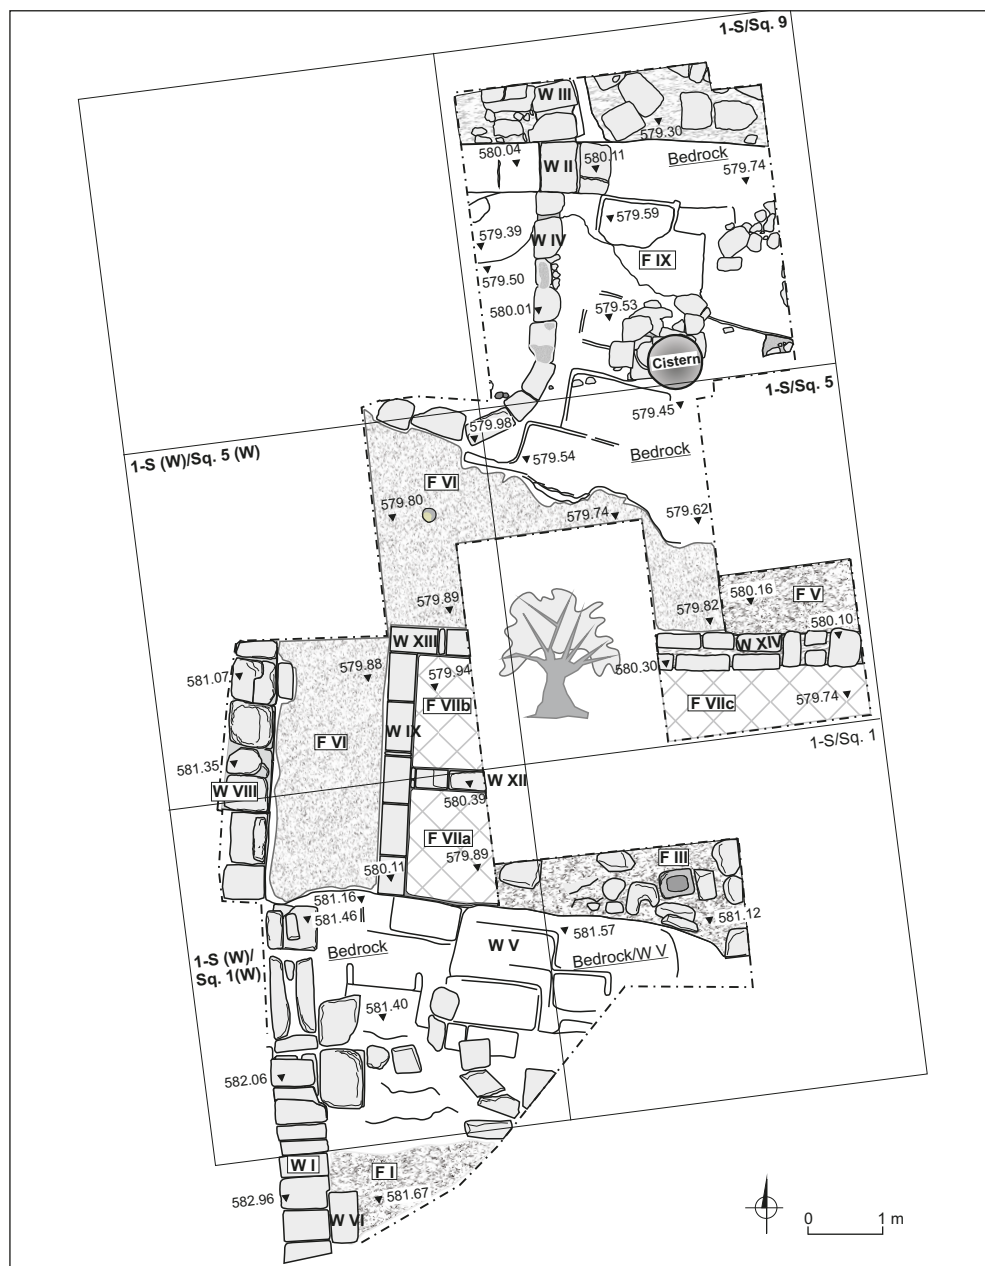 1-S/Sq. 9
W III
579.30
580.04
580.11
Bedrock
W II
579.74
579.59
579.39
W IV
F IX
579.50
579.53
580.01
Cistern
1-S/Sq. 5
579.45
579.98
Bedrock
1-S (W)/Sq. 5 (W)
579.54
F VI
579.80
579.74
579.62
579.89
580.16
F V
579.82
580.10
W XIII
W XIV
579.88
579.94
580.30
581.07
F VIIb
F VIIc
579.74
W IX
F VI
1-S/Sq. 1
581.35
W XII
W VIII
580.39
F VIIa
579.89
F III
580.11
581.16
581.46
581.12
581.57
W V
Bedrock
Bedrock/W V
1-S (W)/
Sq. 1(W)
581.40
582.06
W I
F I
582.96
581.67
W VI
0 1 m